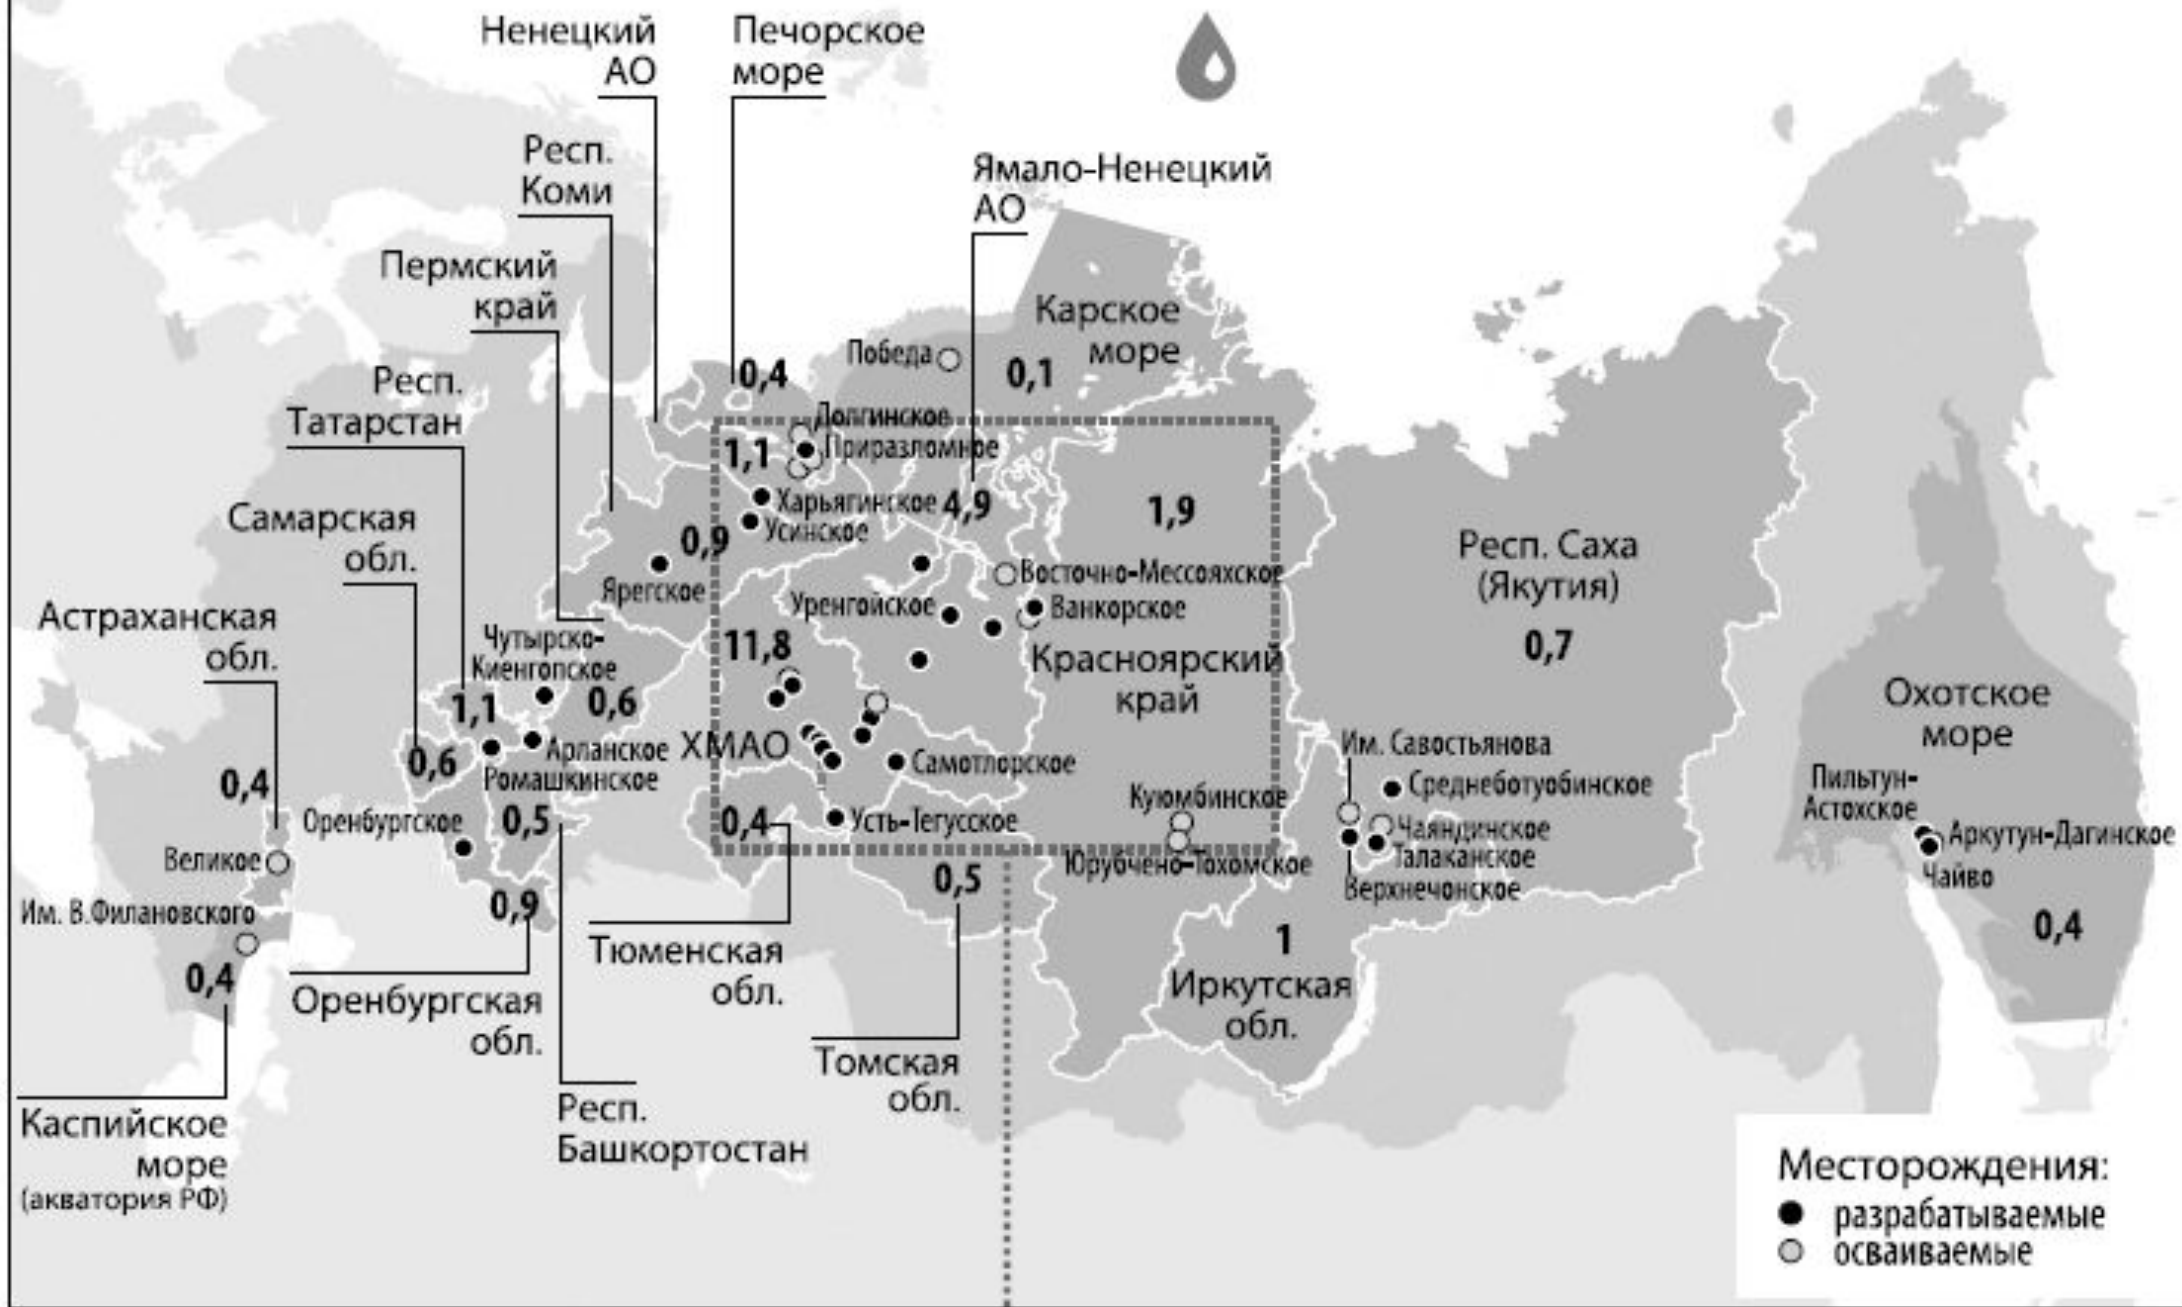 Ненецкий
АО
Печорское
море
Респ.
Коми
Ямало-Ненецкий
АО
Пермский
край
Карское
море
Победа
0,1
0,4
Респ.
Татарстан
Долгинское
1,1
Приразломное
Харьягинское
4,9
1,9
Самарская
обл.
0,9
Усинское
Респ. Саха
(Якутия)
0,7
Ярегское
Восточно-Мессояхское
Уренгойское
Ванкорское
Астраханская
обл.
Чутырско-
Киенгопское
11,8
Красноярский
край
1,1
0,6
Охотское
море
0,6
Арланское
Ромашкинское
ХМАО
Самотлорское
Им. Савостьянова
Среднеботуобинское
0,4
Куюмбинское
Пильтун-
Астохское
Оренбургское
0,5
0,4
Усть-Тегусское
Чаяндинское
Аркутун-Дагинское
Великое
Юрубчено-Тохомское
Талаканское
Чайво
Верхнечонское
0,5
0,9
Им. В.Филановского
0,4
0,4
1
Иркутская
обл.
Тюменская
обл.
Оренбургская
обл.
Томская
обл.
Респ.
Башкортостан
Каспийское
море
(акватория РФ)
Месторождения:
разрабатываемые
осваиваемые